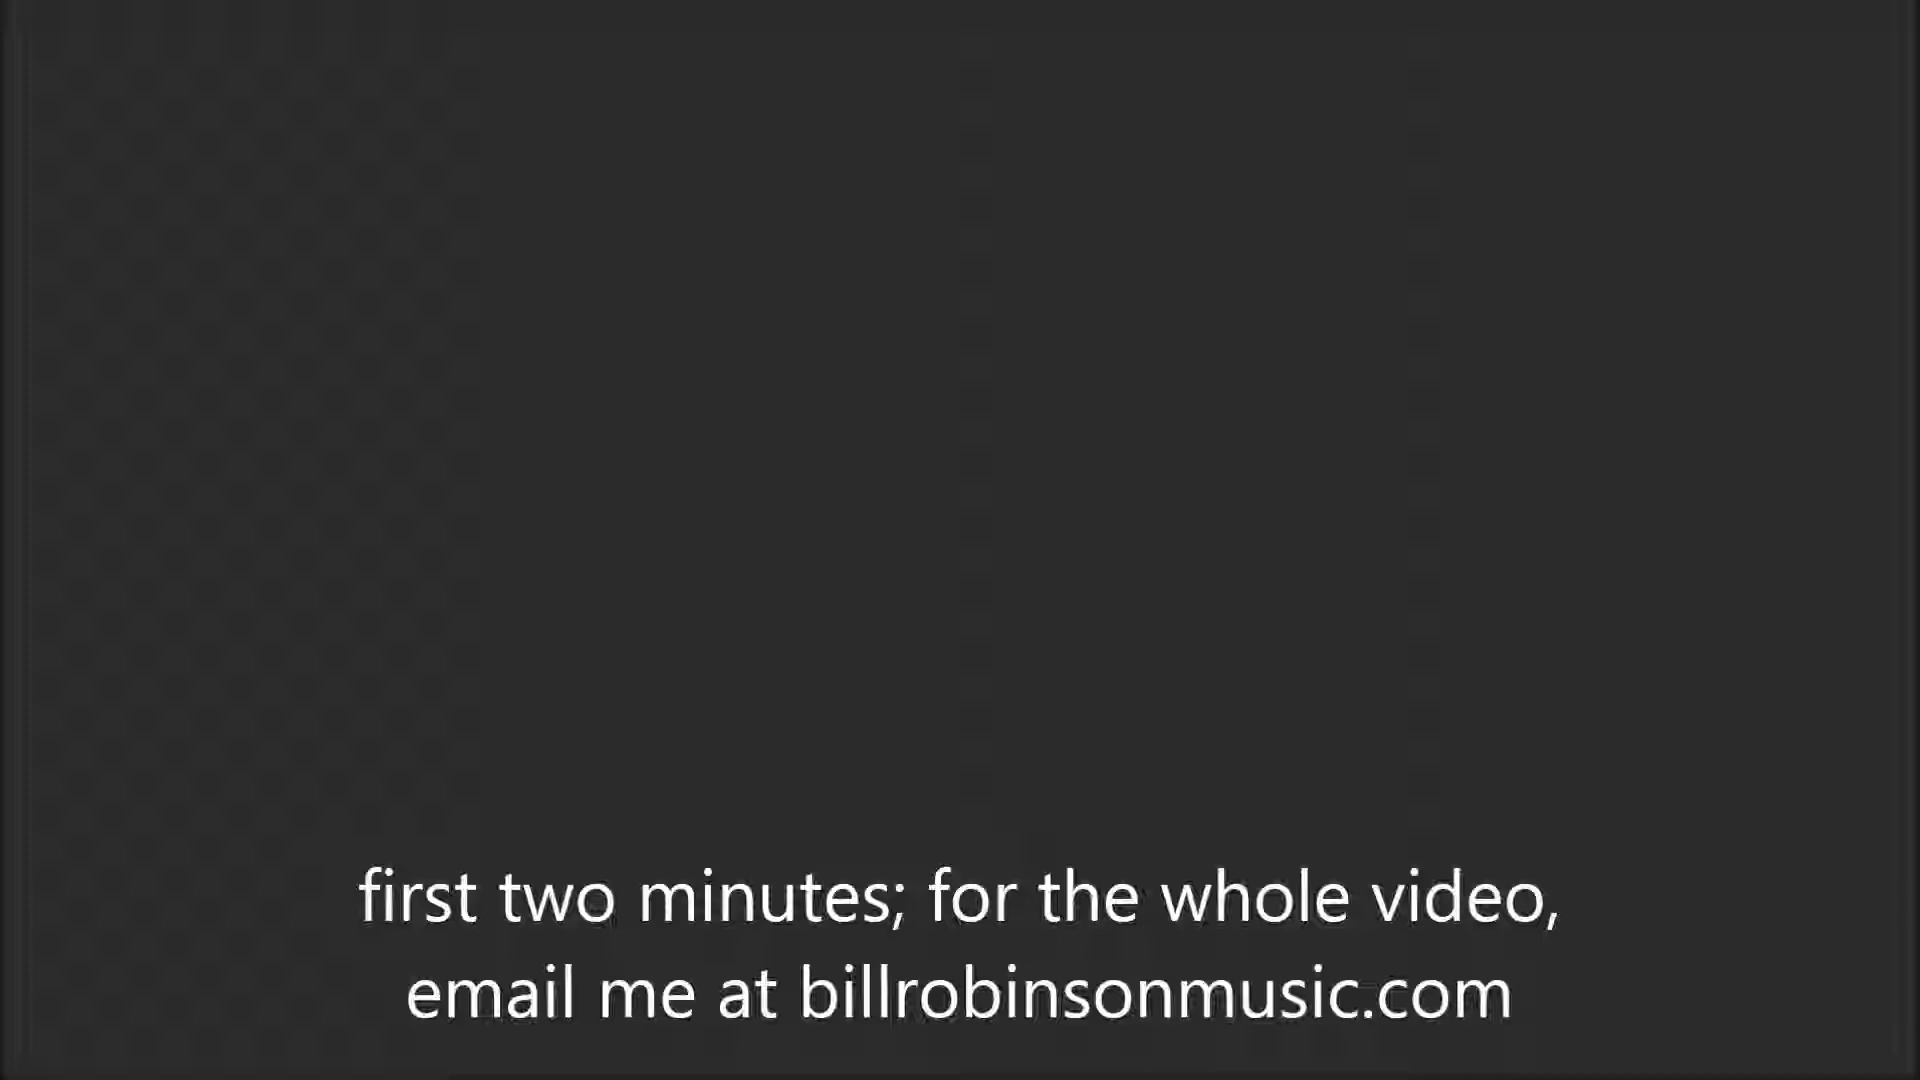 first two minutes; for the whole video,
email me at billrobinsonmusic.com